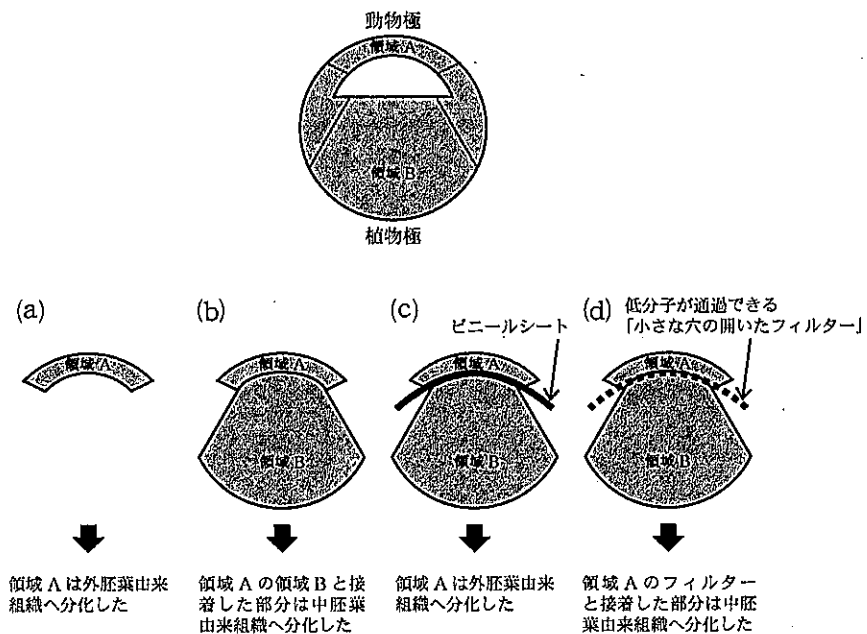 動物極
領域A
領域B
植物極
(a)
(b)
(c)
(d) 低分子が通過できる
「小さな穴の開いたフィルター」
ビニールシート
領域A
領域A
領域A
領域A
領域B
領域B
領域B
領域Aは外胚葉由来
組織へ分化した
領域Aの領域Bと接
着した部分は中胚葉
由来組織へ分化した
領域Aは外胚葉由来
組織へ分化した
領域Aのフィルター
と接着した部分は中胚
葉由来組織へ分化した